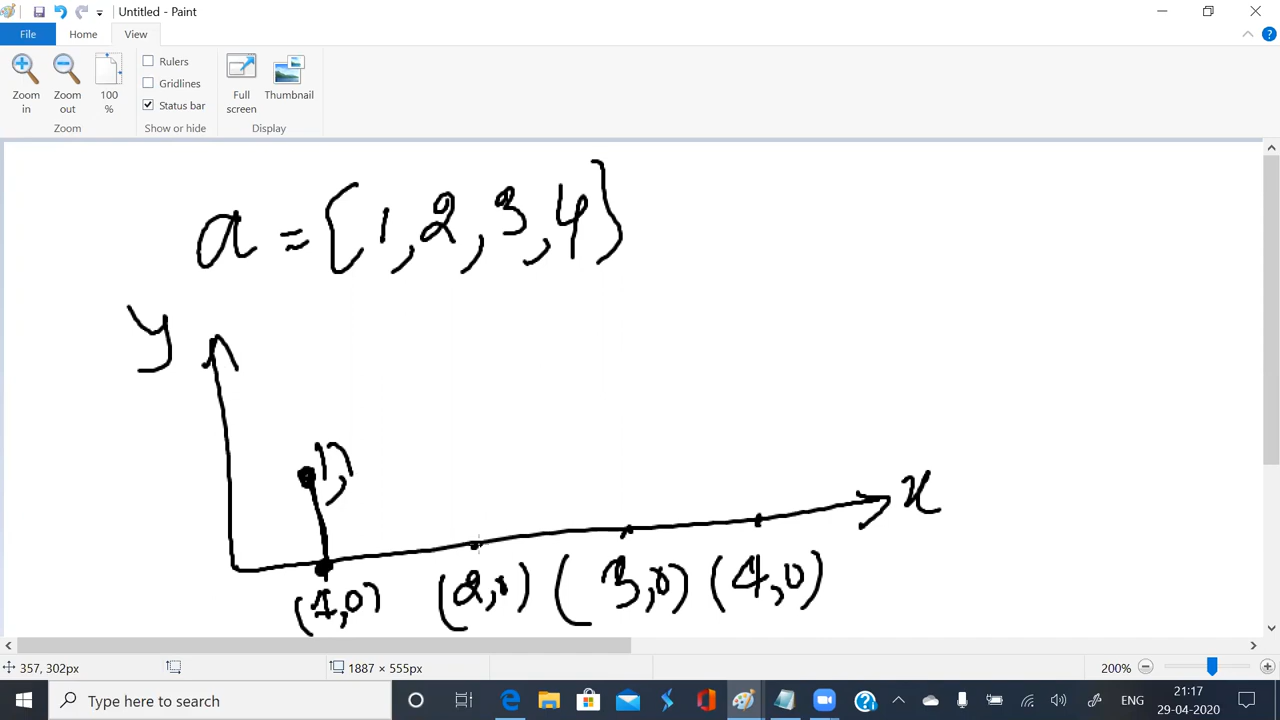 Untitled - Paint
File Home View
Zoom in
Zoom out
100 %
Rulers
Gridlines
Status bar
Full screen
Thumbnail
Zoom
Show or hide
Display
a = {1,2,3,4}
y
x
(1,0) (2,0) (3,0) (4,0)
357, 302px
1887 × 555px
200%
Type here to search
ENG
21:17
29-04-2020